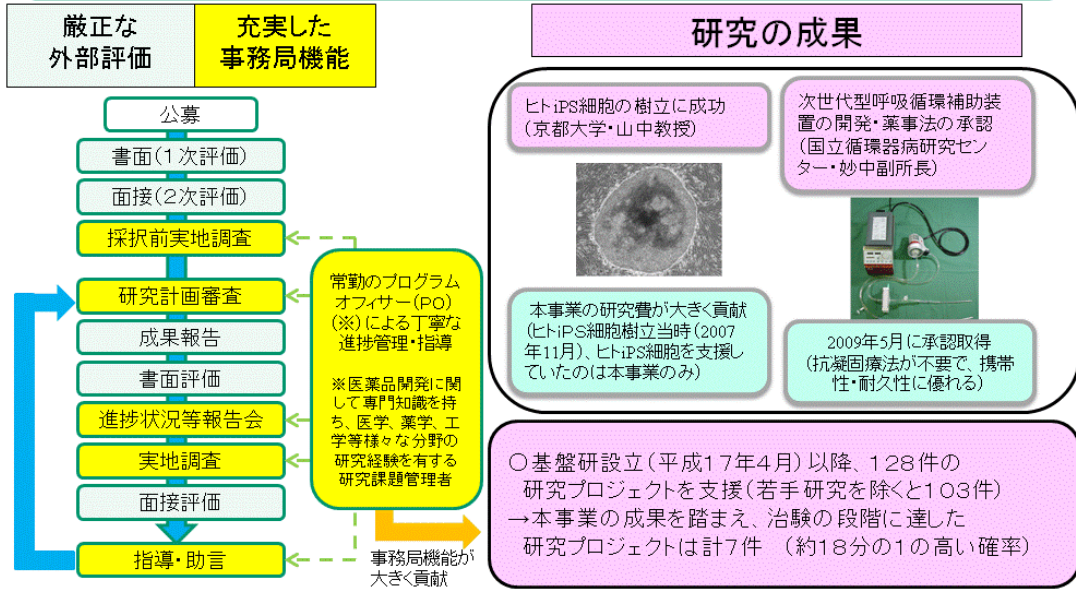 厳正な
外部評価
充実した
事務局機能
公募
書面(1次評価)
面接(2次評価)
採択前実地調査
研究計画審査
成果報告
書面評価
進捗状況等報告会
実地調査
面接評価
指導・助言
常勤のプログラム
オフィサー(PO)
(※)による丁寧な
進捗管理・指導
※医薬品開発に関
して専門知識を持
ち、医学、薬学、工
学等様々な分野の
研究経験を有する
研究課題管理者
事務局機能が
大きく貢献
研究の成果
ヒトiPS細胞の樹立に成功
(京都大学・山中教授)
次世代型呼吸循環補助装
置の開発・薬事法の承認
(国立循環器病研究セン
ター・妙中副所長)
本事業の研究費が大きく貢献
(ヒトiPS細胞樹立当時(2007
年11月)、ヒトiPS細胞を支援し
ていたのは本事業のみ)
2009年5月に承認取得
(抗凝固療法が不要で、携帯
性・耐久性に優れる)
○基盤研設立(平成17年4月)以降、128件の
研究プロジェクトを支援(若手研究を除くと103件)
→本事業の成果を踏まえ、治験の段階に達した
研究プロジェクトは計7件 (約18分の1の高い確率)